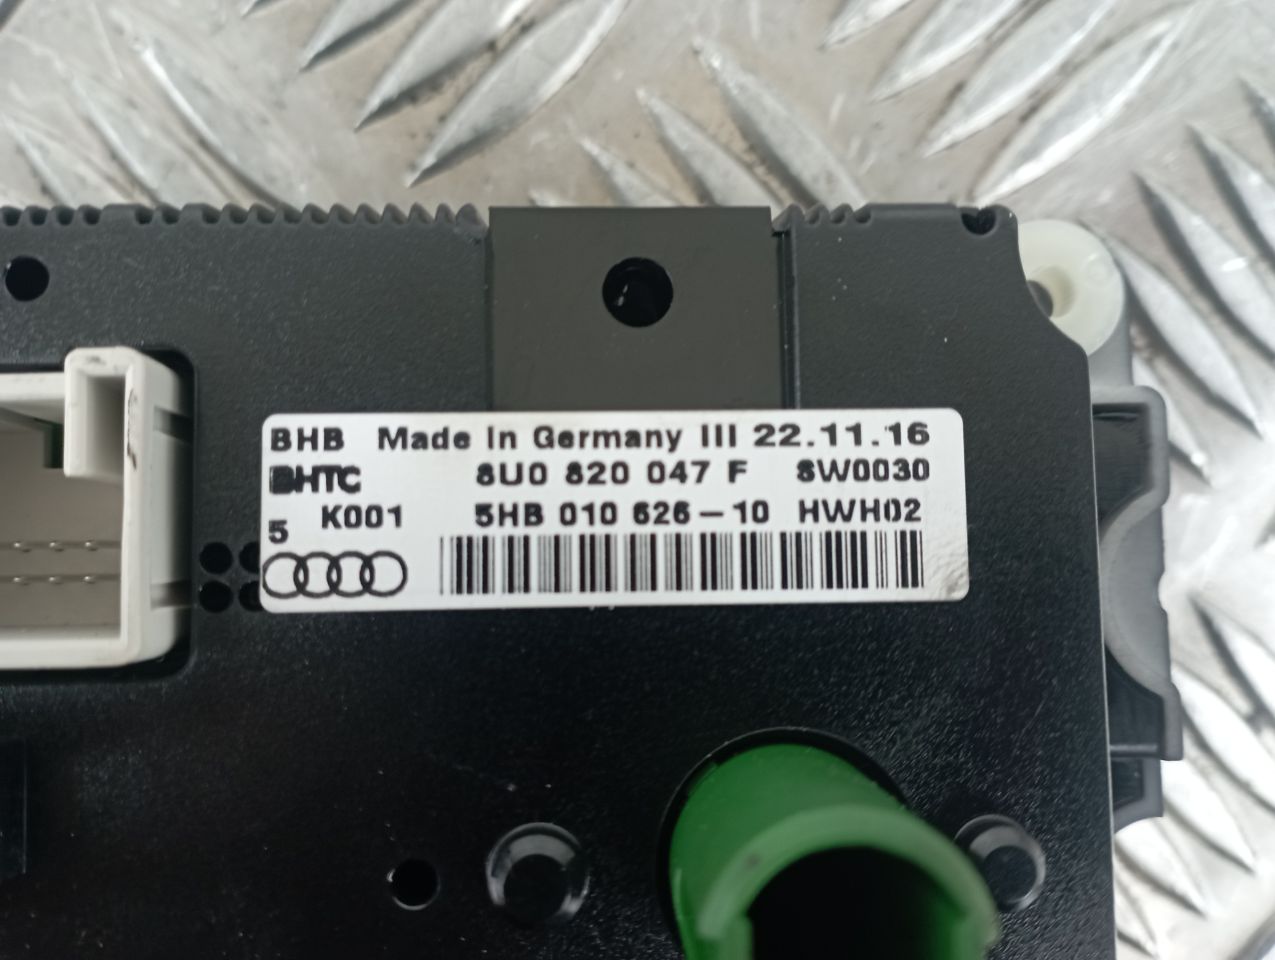 BHB Made in Germany III 22.11.16
BHTC 8U0 820 047 F SW0030
5 K001 5HB 010 626-10 HWH02